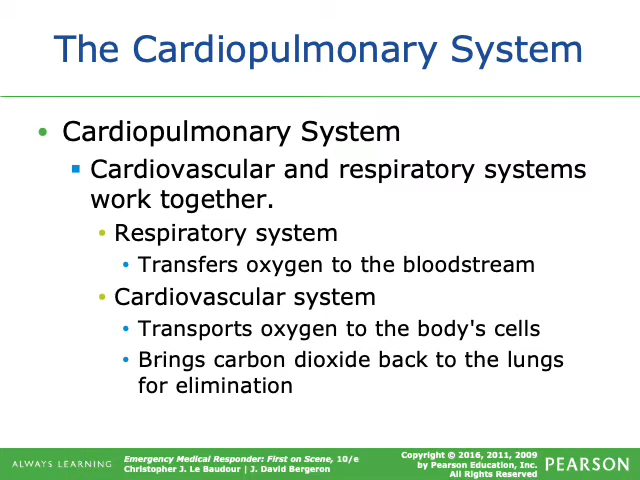 The Cardiopulmonary System
• Cardiopulmonary System
▪ Cardiovascular and respiratory systems
work together.
• Respiratory system
• Transfers oxygen to the bloodstream
• Cardiovascular system
• Transports oxygen to the body's cells
• Brings carbon dioxide back to the lungs
for elimination
ALWAYS LEARNING
Emergency Medical Responder: First on Scene, 10/e
Christopher J. Le Baudour | J. David Bergeron
Copyright © 2016, 2011, 2009
by Pearson Education, Inc.
All Rights Reserved
PEARSON